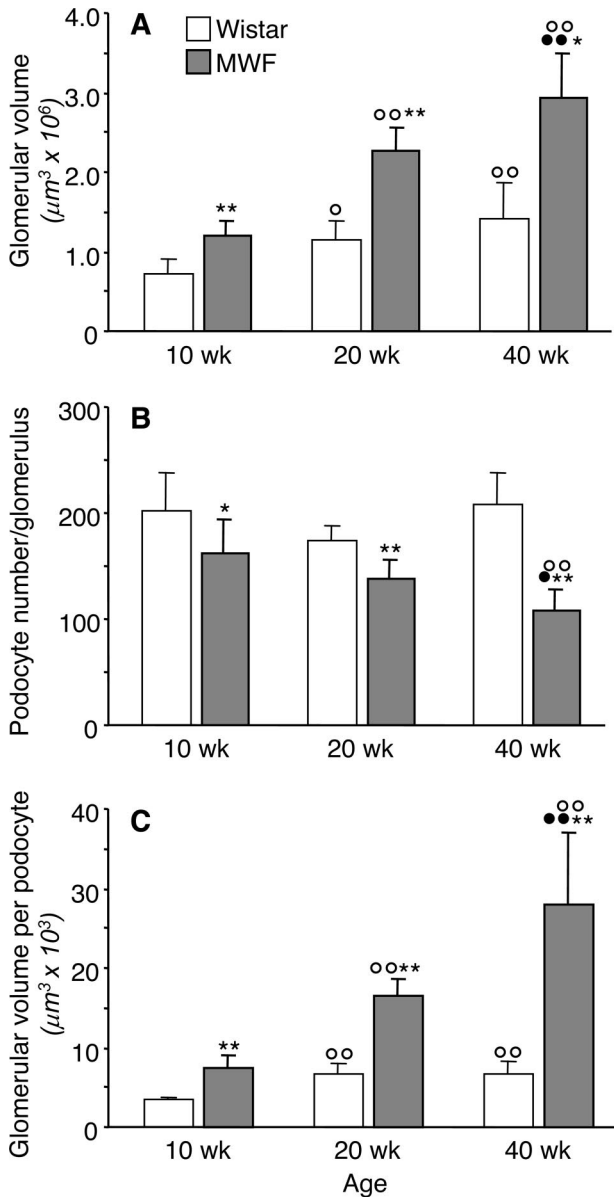 4.0
A
Wistar
MWF
3.0
2.0
1.0
0
Glomerular volume
(μm³ x 10⁶)
**
○
○○**
○○
○○
●●*
10 wk
20 wk
40 wk
300
B
200
100
0
Podocyte number/glomerulus
*
**
○○
●**
10 wk
20 wk
40 wk
40
C
30
20
10
0
Glomerular volume per podocyte
(μm³ x 10³)
**
○○
○○**
○○
○○
●●**
10 wk
20 wk
40 wk
Age